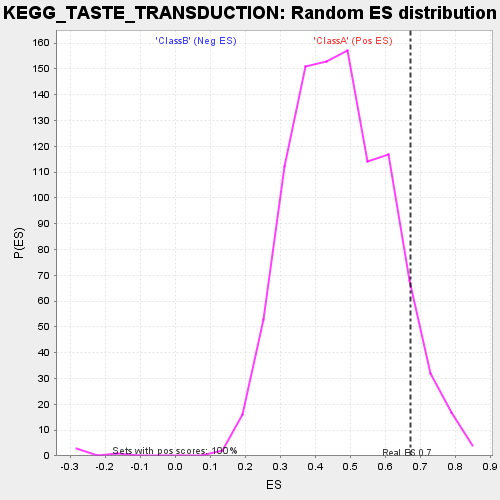 KEGG_TASTE_TRANSDUCTION: Random ES distribution
'ClassB' (Neg ES)
'ClassA' (Pos ES)
P(ES)
160
150
140
130
120
110
100
90
80
70
60
50
40
30
20
10
0
Sets with pos scores: 100%
Real ES 0.7
-0.3 -0.2 -0.1 0.0 0.1 0.2 0.3 0.4 0.5 0.6 0.7 0.8 0.9
ES